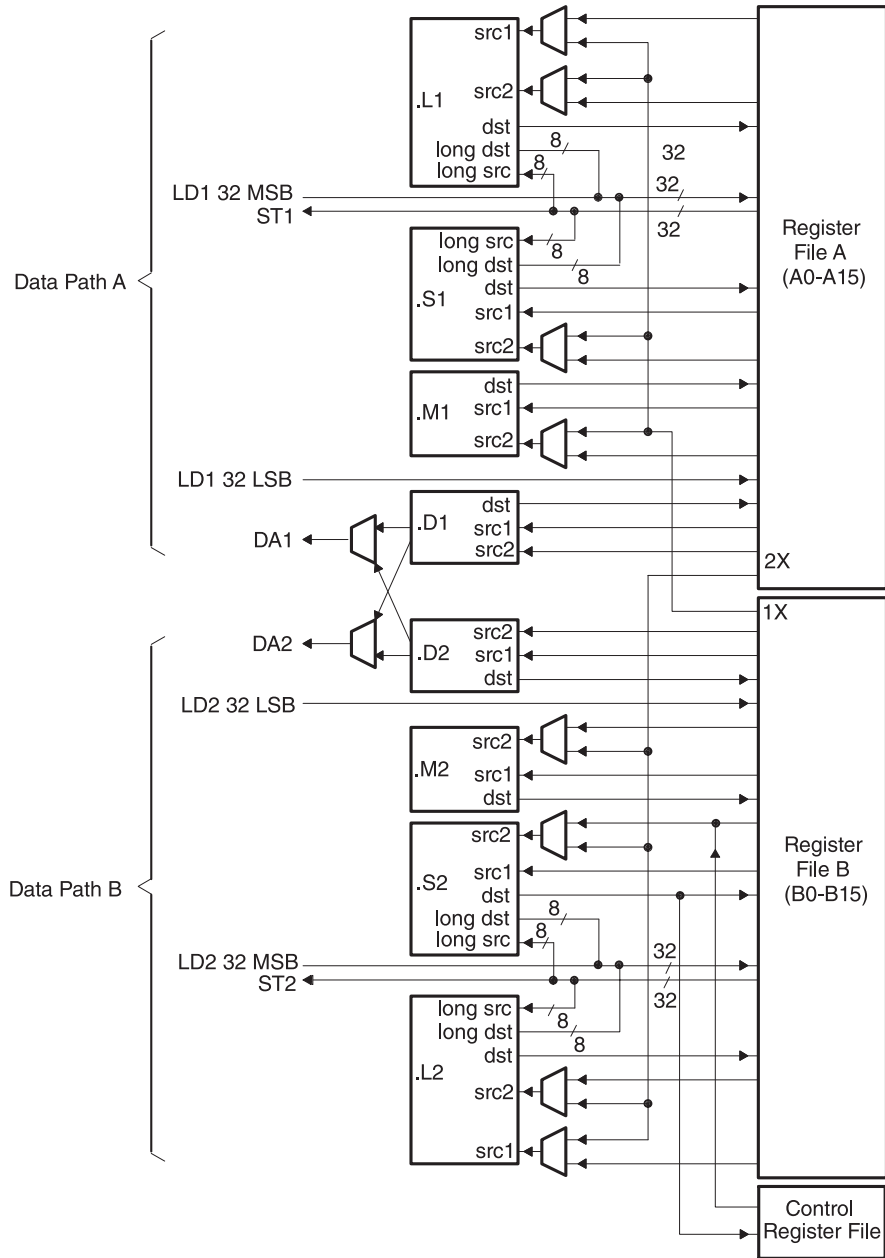 src1
.L1
src2
dst
long dst
8
32
long src
8
LD1 32 MSB
32
ST1
32
Register
File A
(A0-A15)
long src
8
long dst
8
Data Path A
dst
.S1
src1
src2
dst
.M1
src1
src2
LD1 32 LSB
dst
.D1
src1
DA1
src2
2X
1X
DA2
src2
.D2
src1
dst
LD2 32 LSB
src2
.M2
src1
dst
src2
Register
File B
(B0-B15)
.S2
src1
Data Path B
dst
8
long dst
8
long src
32
LD2 32 MSB
ST2
32
long src
8
long dst
8
dst
.L2
src2
src1
Control
Register File